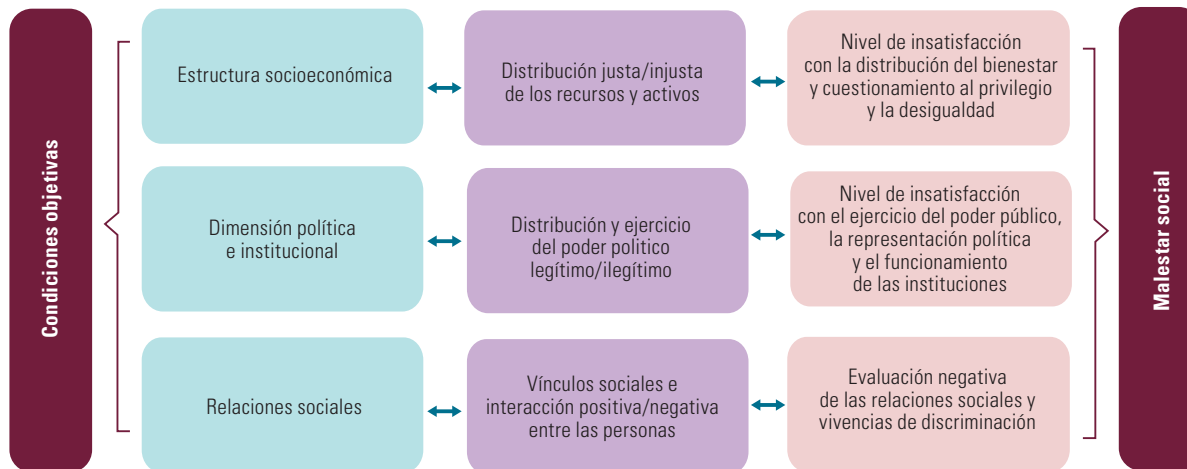 Condiciones objetivas
Estructura socioeconómica
Distribución justa/injusta
de los recursos y activos
Nivel de insatisfacción
con la distribución del bienestar
y cuestionamiento al privilegio
y la desigualdad
Dimensión política
e institucional
Distribución y ejercicio
del poder politico
legítimo/ilegítimo
Nivel de insatisfacción
con el ejercicio del poder público,
la representación política
y el funcionamiento
de las instituciones
Relaciones sociales
Vínculos sociales e
interacción positiva/negativa
entre las personas
Evaluación negativa
de las relaciones sociales y
vivencias de discriminación
Malestar social